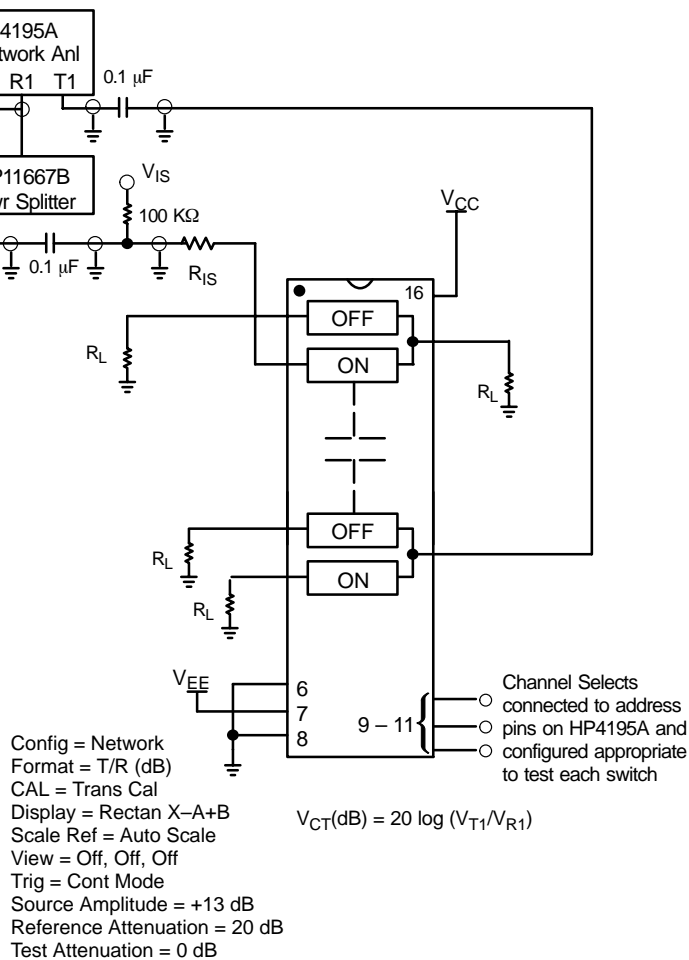 4195A
twork Anl
R1 T1
0.1 μF
P11667B
wr Splitter
V_IS
100 KΩ
V_CC
0.1 μF
R_IS
16
OFF
R_L
ON
R_L
OFF
R_L
ON
R_L
V_EE
6
7
8
9 – 11
Channel Selects
connected to address
pins on HP4195A and
configured appropriate
to test each switch
Config = Network
Format = T/R (dB)
CAL = Trans Cal
Display = Rectan X–A+B
Scale Ref = Auto Scale
View = Off, Off, Off
Trig = Cont Mode
Source Amplitude = +13 dB
Reference Attenuation = 20 dB
Test Attenuation = 0 dB
V_CT(dB) = 20 log (V_T1/V_R1)